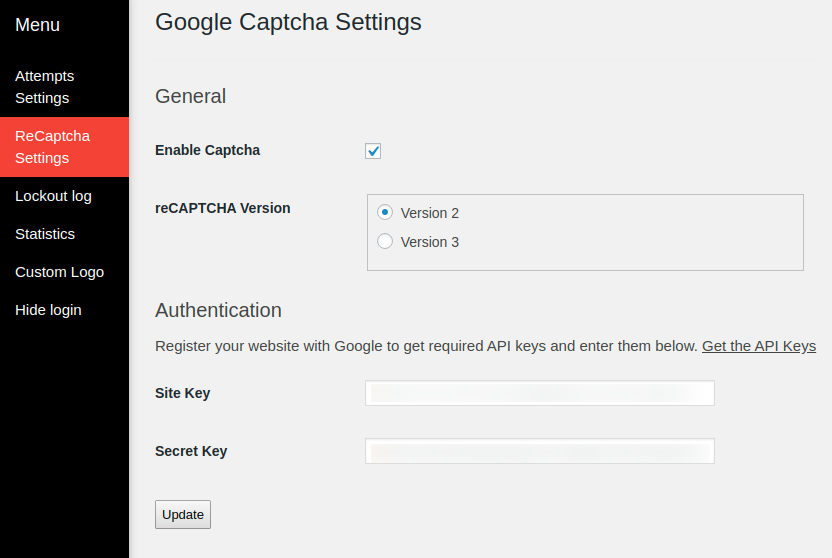 Menu
Attempts
Settings
ReCaptcha
Settings
Lockout log
Statistics
Custom Logo
Hide login
Google Captcha Settings
General
Enable Captcha
reCAPTCHA Version
Version 2
Version 3
Authentication
Register your website with Google to get required API keys and enter them below. Get the API Keys
Site Key
Secret Key
Update